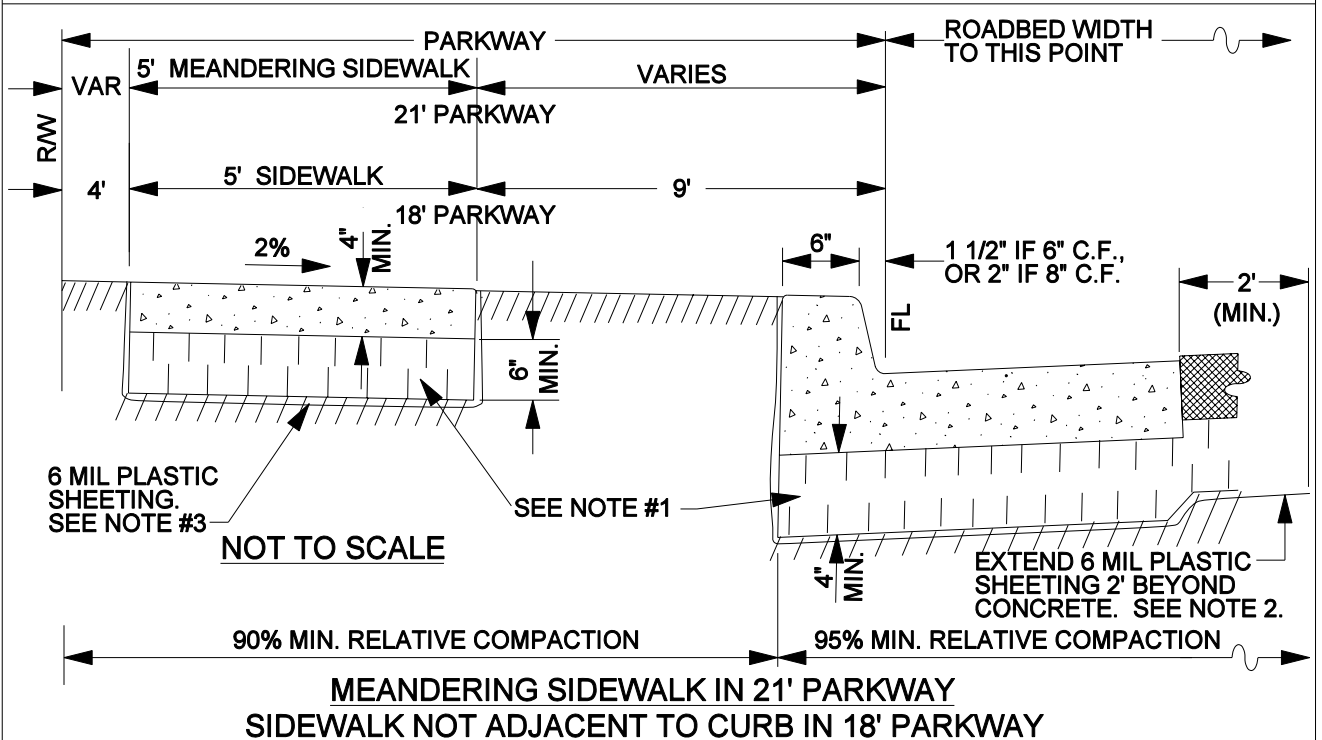 PARKWAY
ROADBED WIDTH
TO THIS POINT
VAR
5' MEANDERING SIDEWALK
VARIES
21' PARKWAY
R/W
4'
5' SIDEWALK
9'
18' PARKWAY
2%
4"
MIN.
6"
1 1/2" IF 6" C.F.,
OR 2" IF 8" C.F.
FL
2'
(MIN.)
6"
MIN.
6 MIL PLASTIC
SHEETING.
SEE NOTE #3
SEE NOTE #1
NOT TO SCALE
4"
MIN.
EXTEND 6 MIL PLASTIC
SHEETING 2' BEYOND
CONCRETE. SEE NOTE 2.
90% MIN. RELATIVE COMPACTION
95% MIN. RELATIVE COMPACTION
MEANDERING SIDEWALK IN 21' PARKWAY
SIDEWALK NOT ADJACENT TO CURB IN 18' PARKWAY